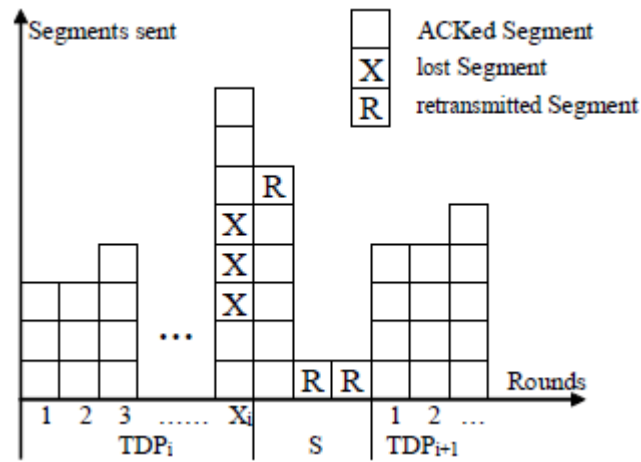 Segments sent
ACKed Segment
X lost Segment
R retransmitted Segment
R
X
X
X
...
R R
Rounds
1 2 3 ...... Xi 1 2 ...
TDPi S TDPi+1